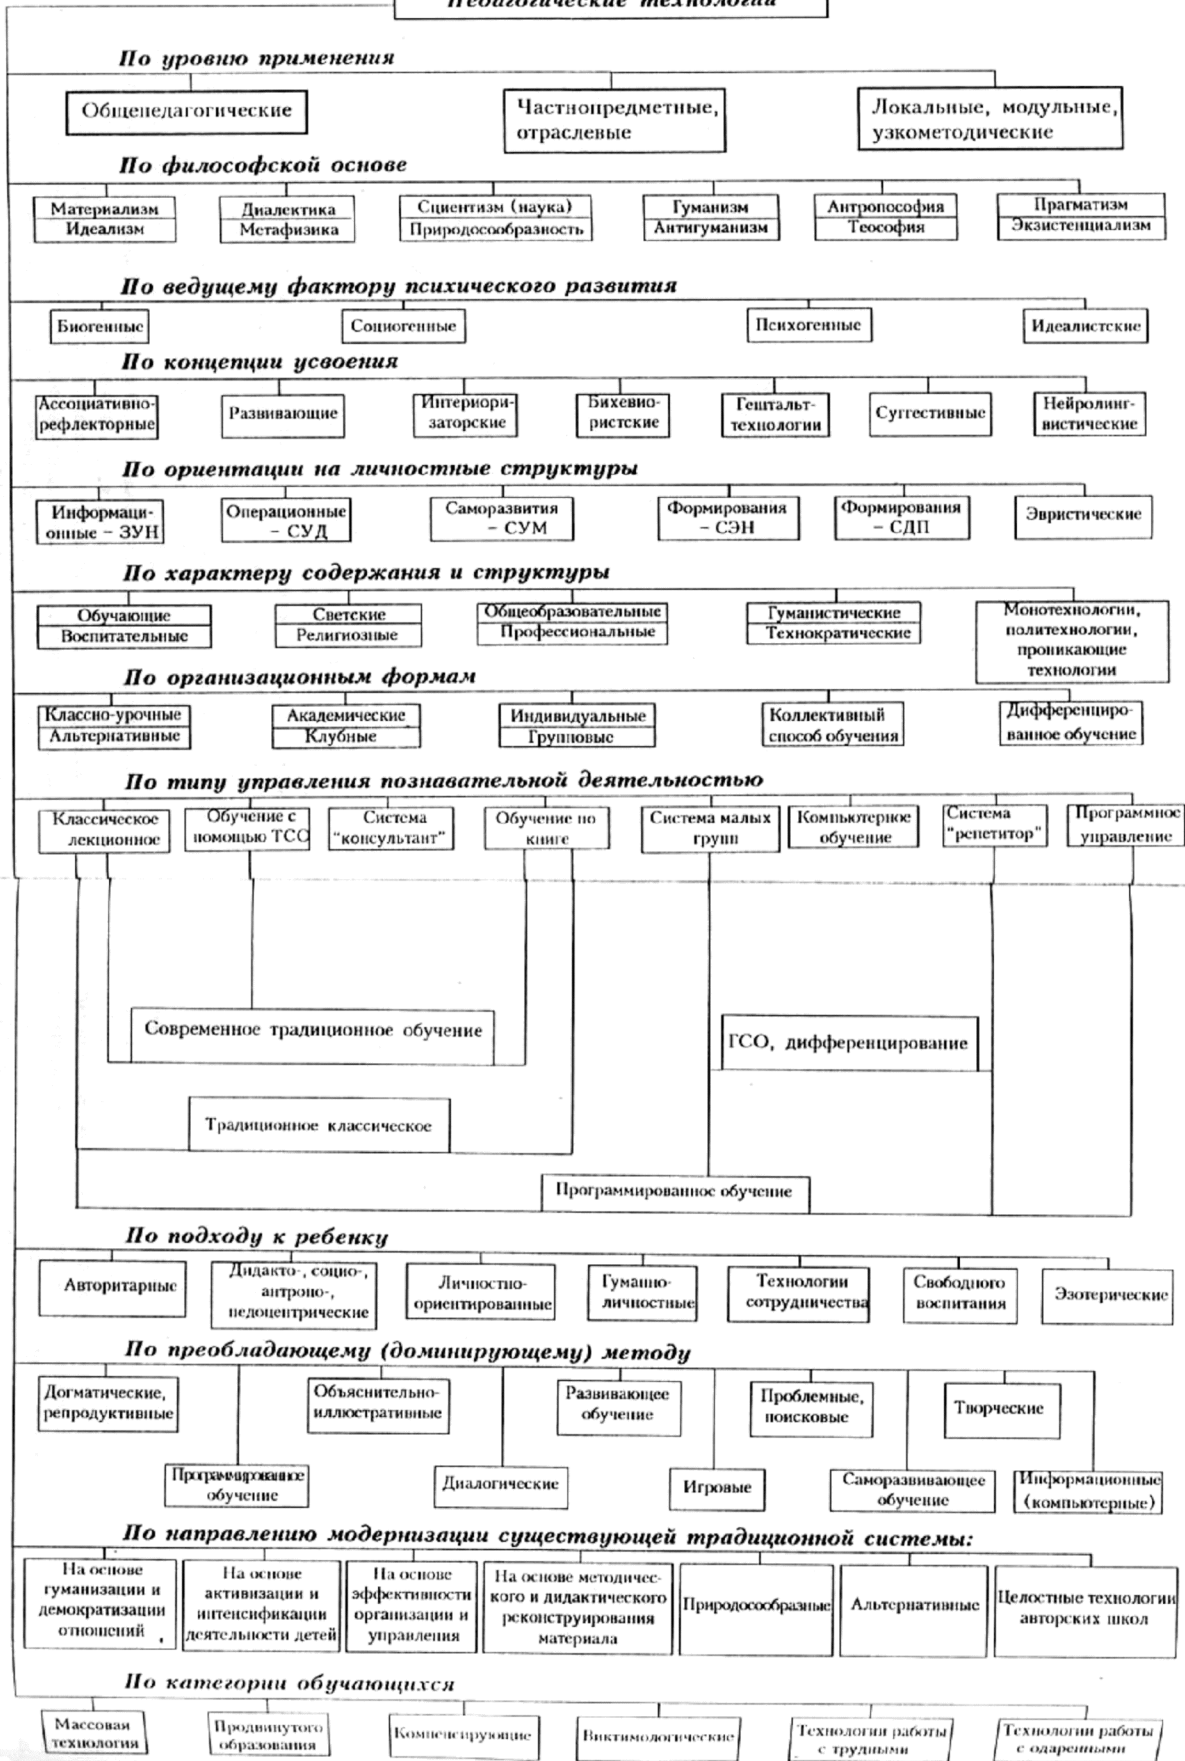 Педагогические технологии
По уровню применения
Общепедагогические
Частнопредметные,
отраслевые
Локальные, модульные,
узкометодические
По философской основе
Материализм
Идеализм
Диалектика
Метафизика
Сциентизм (наука)
Природосообразность
Гуманизм
Антигуманизм
Антропософия
Теософия
Прагматизм
Экзистенциализм
По ведущему фактору психического развития
Биогенные
Социогенные
Психогенные
Идеалистские
По концепции усвоения
Ассоциативно-
рефлекторные
Развивающие
Интериори-
заторские
Бихевио-
ристские
Гештальт-
технологии
Суггестивные
Нейролинг-
вистические
По ориентации на личностные структуры
Информаци-
онные – ЗУН
Операционные
– СУД
Саморазвития
– СУМ
Формирования
– СЭН
Формирования
– СДП
Эвристические
По характеру содержания и структуры
Обучающие
Воспитательные
Светские
Религиозные
Общеобразовательные
Профессиональные
Гуманистические
Технократические
Монотехнологии,
политехнологии,
проникающие
технологии
По организационным формам
Классно-урочные
Альтернативные
Академические
Клубные
Индивидуальные
Групповые
Коллективный
способ обучения
Дифференциро-
ванное обучение
По типу управления познавательной деятельностью
Классическое
лекционное
Обучение с
помощью ТСО
Система
"консультант"
Обучение по
книге
Система малых
групп
Компьютерное
обучение
Система
"репетитор"
Программное
управление
Современное традиционное обучение
ГСО, дифференцирование
Традиционное классическое
Программированное обучение
По подходу к ребенку
Авторитарные
Дидакто-, социо-,
антропо-,
педоцентрические
Личностно-
ориентированные
Гуманно-
личностные
Технологии
сотрудничества
Свободного
воспитания
Эзотерические
По преобладающему (доминирующему) методу
Догматические,
репродуктивные
Объяснительно-
иллюстративные
Развивающее
обучение
Проблемные,
поисковые
Творческие
Программированное
обучение
Диалогические
Игровые
Саморазвивающее
обучение
Информационные
(компьютерные)
По направлению модернизации существующей традиционной системы:
На основе
гуманизации и
демократизации
отношений
На основе
активизации и
интенсификации
деятельности детей
На основе
эффективности
организации и
управления
На основе методичес-
кого и дидактического
реконструирования
материала
Природосообразные
Альтернативные
Целостные технологии
авторских школ
По категории обучающихся
Массовая
технология
Продвинутого
образования
Компенсирующие
Виктимологические
Технологии работы
с трудными
Технологии работы
с одаренными